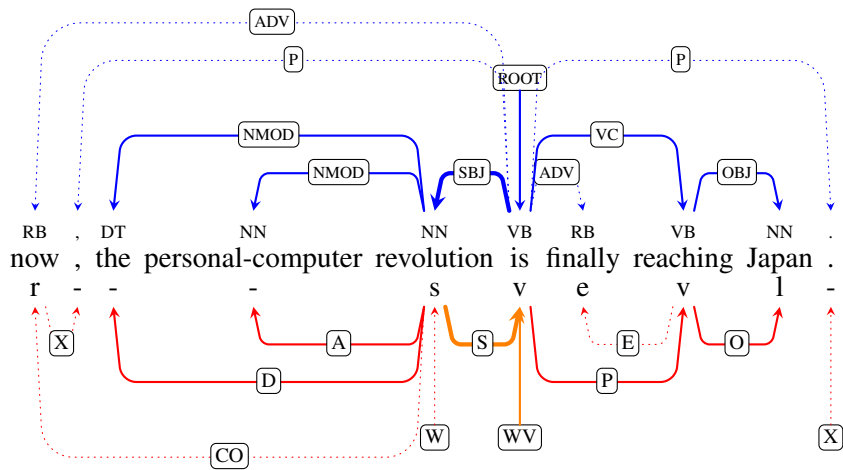 ADV
P P
ROOT
NMOD VC
NMOD SBJ ADV OBJ
RB , DT NN NN VB RB VB NN .
now , the personal-computer revolution is finally reaching Japan .
r - - - s v e v l -
X A S E O
D P
W WV X
CO